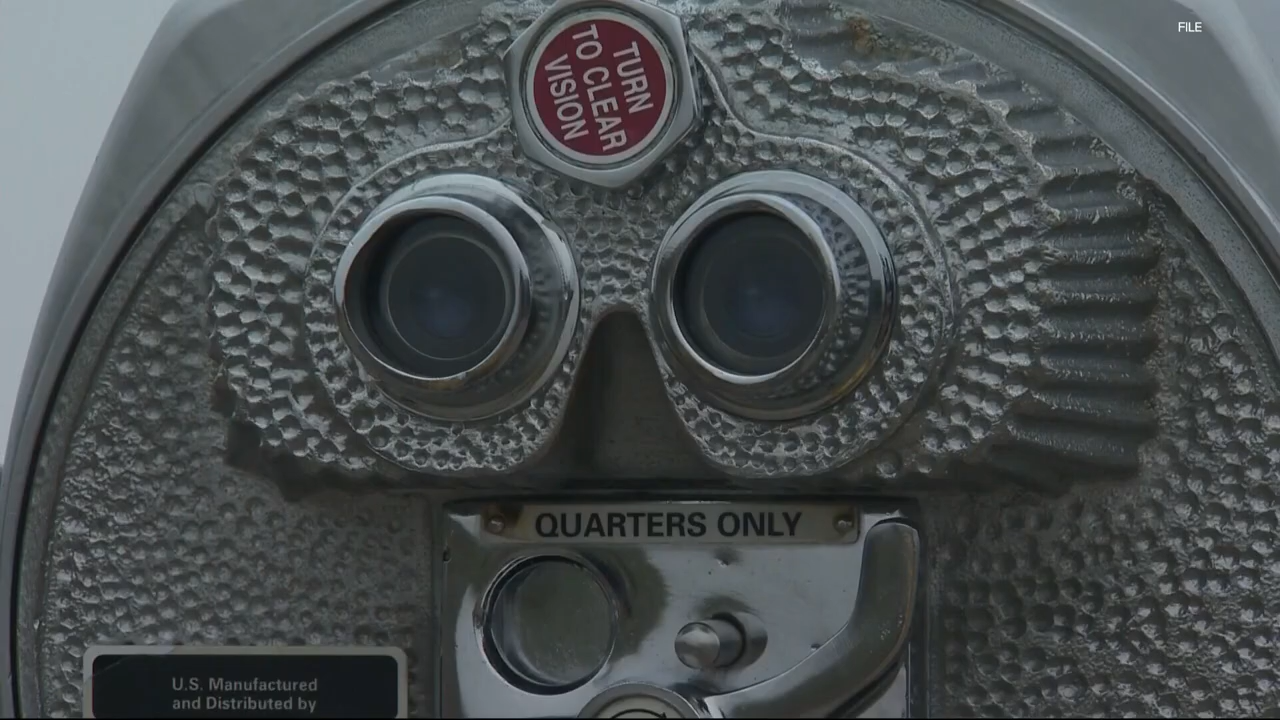 FILE
TURN
TO CLEAR
VISION
QUARTERS ONLY
U.S. Manufactured
and Distributed by